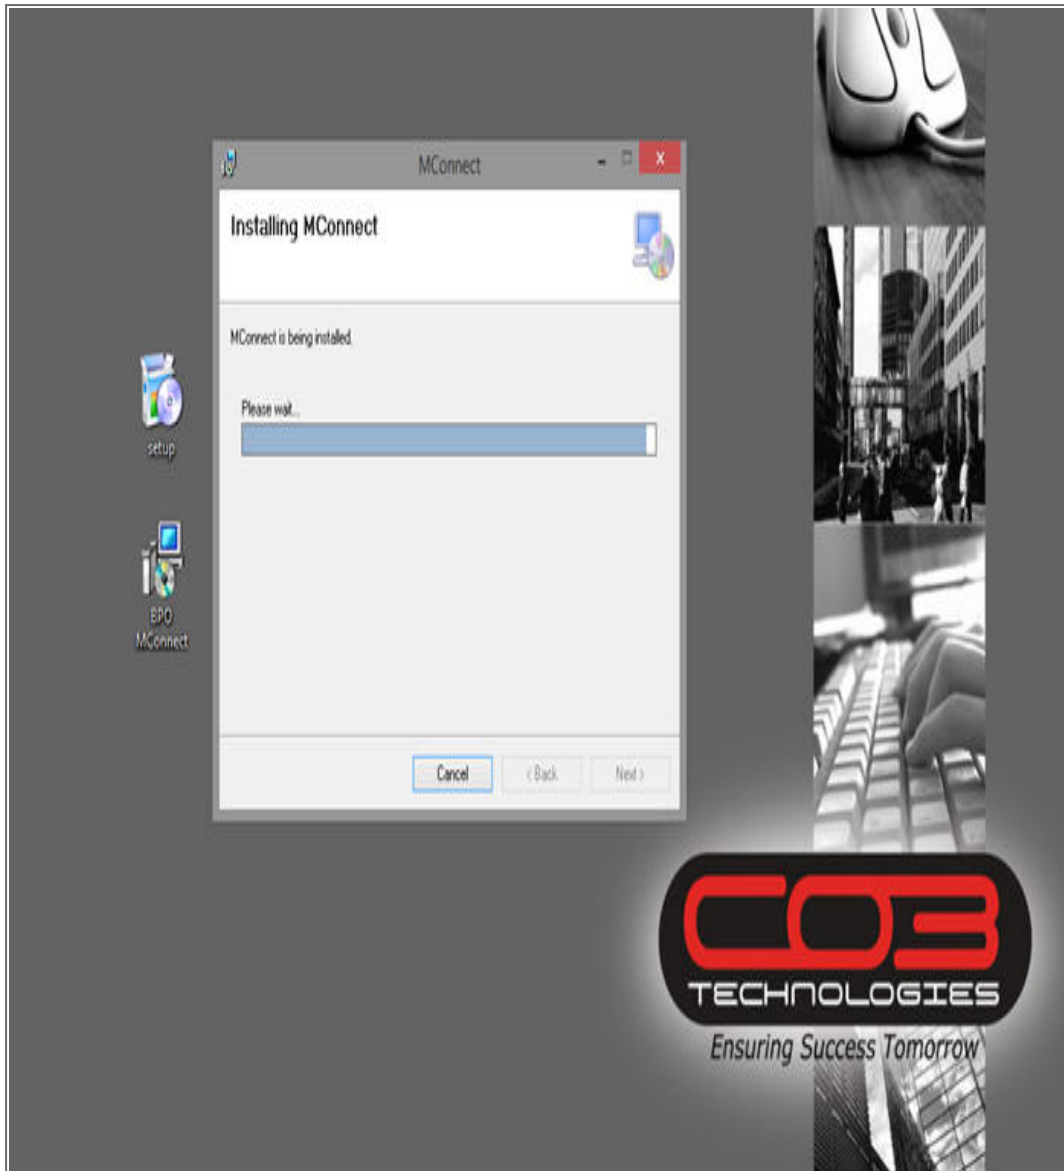 MConnect
Installing MConnect
MConnect is being installed.
Please wait...
setup
BPO
MConnect
Cancel
< Back
Next >
CO3
TECHNOLOGIES
Ensuring Success Tomorrow